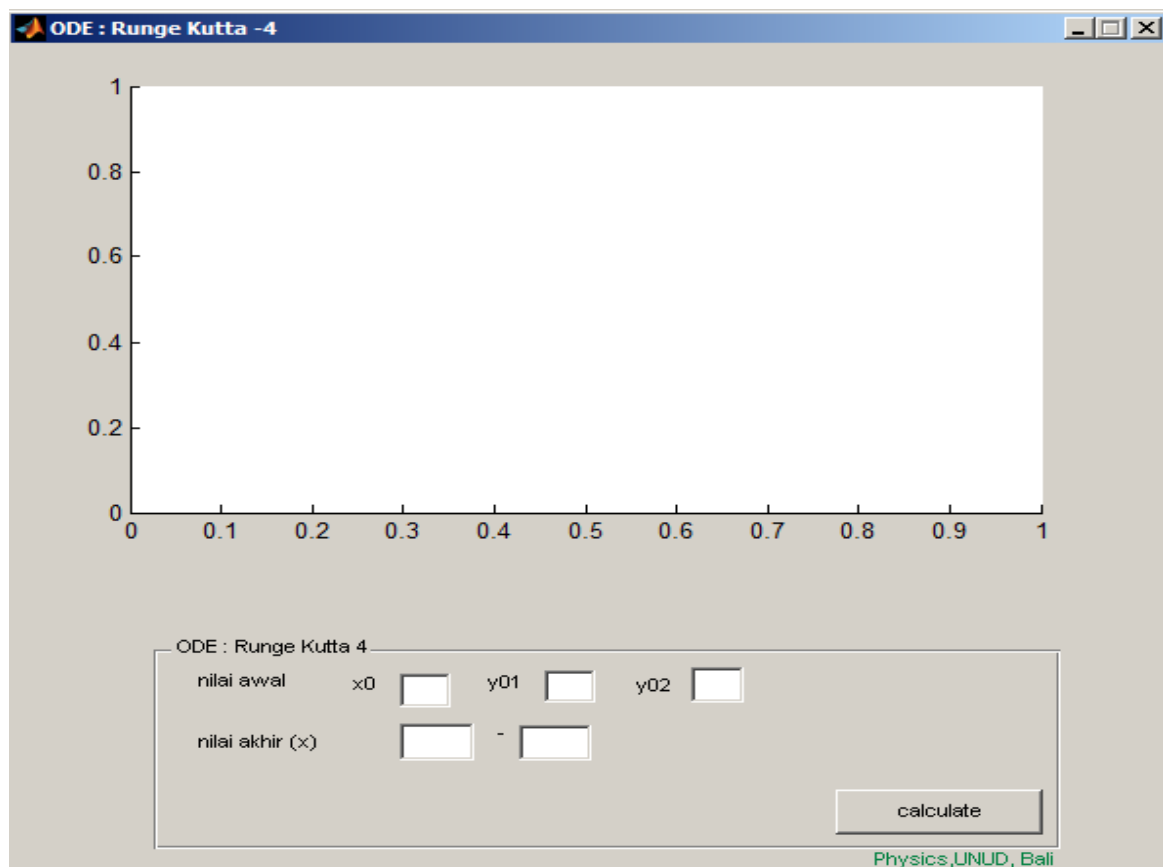 ODE : Runge Kutta -4
1
0.8
0.6
0.4
0.2
0
0 0.1 0.2 0.3 0.4 0.5 0.6 0.7 0.8 0.9 1
ODE : Runge Kutta 4
nilai awal x0 y01 y02
nilai akhir (x) -
calculate
Physics,UNUD, Bali